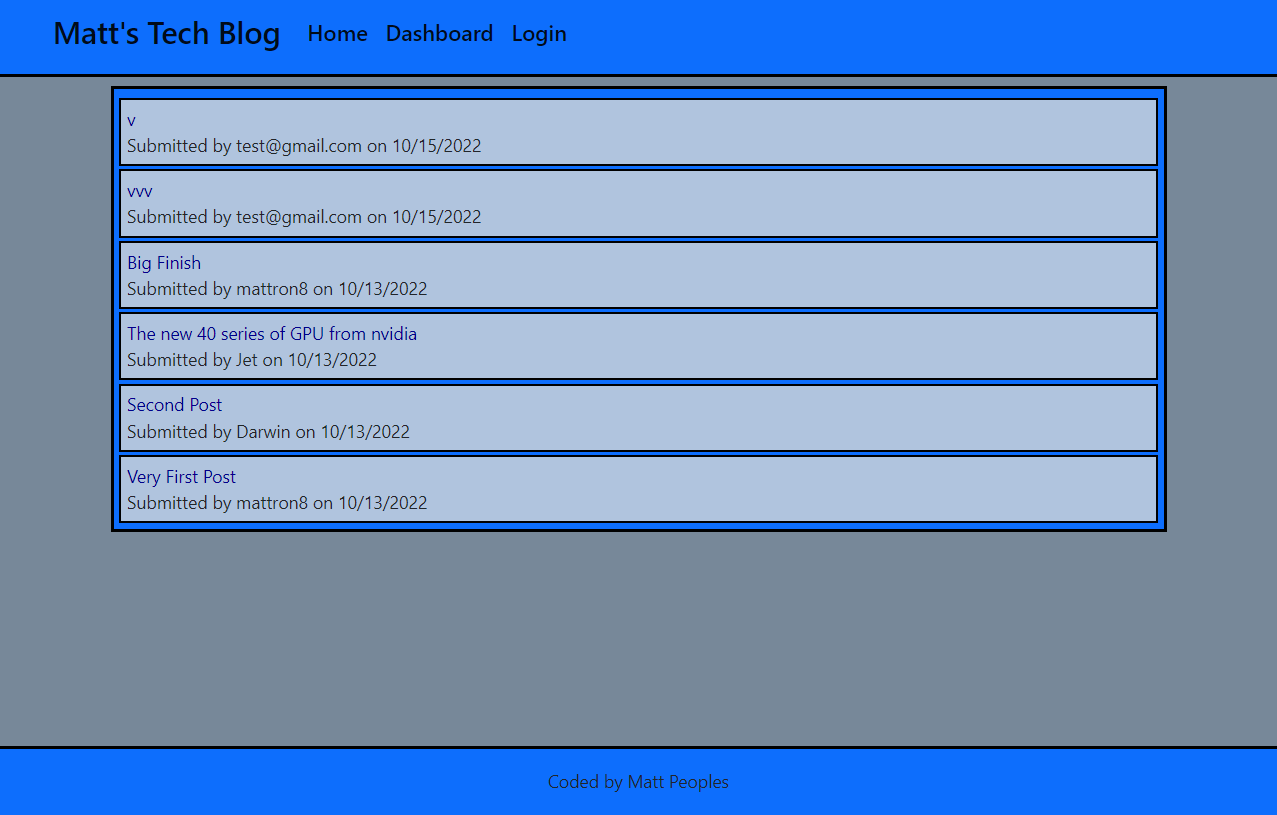 Matt's Tech Blog Home Dashboard Login
v
Submitted by test@gmail.com on 10/15/2022
vvv
Submitted by test@gmail.com on 10/15/2022
Big Finish
Submitted by mattron8 on 10/13/2022
The new 40 series of GPU from nvidia
Submitted by Jet on 10/13/2022
Second Post
Submitted by Darwin on 10/13/2022
Very First Post
Submitted by mattron8 on 10/13/2022
Coded by Matt Peoples